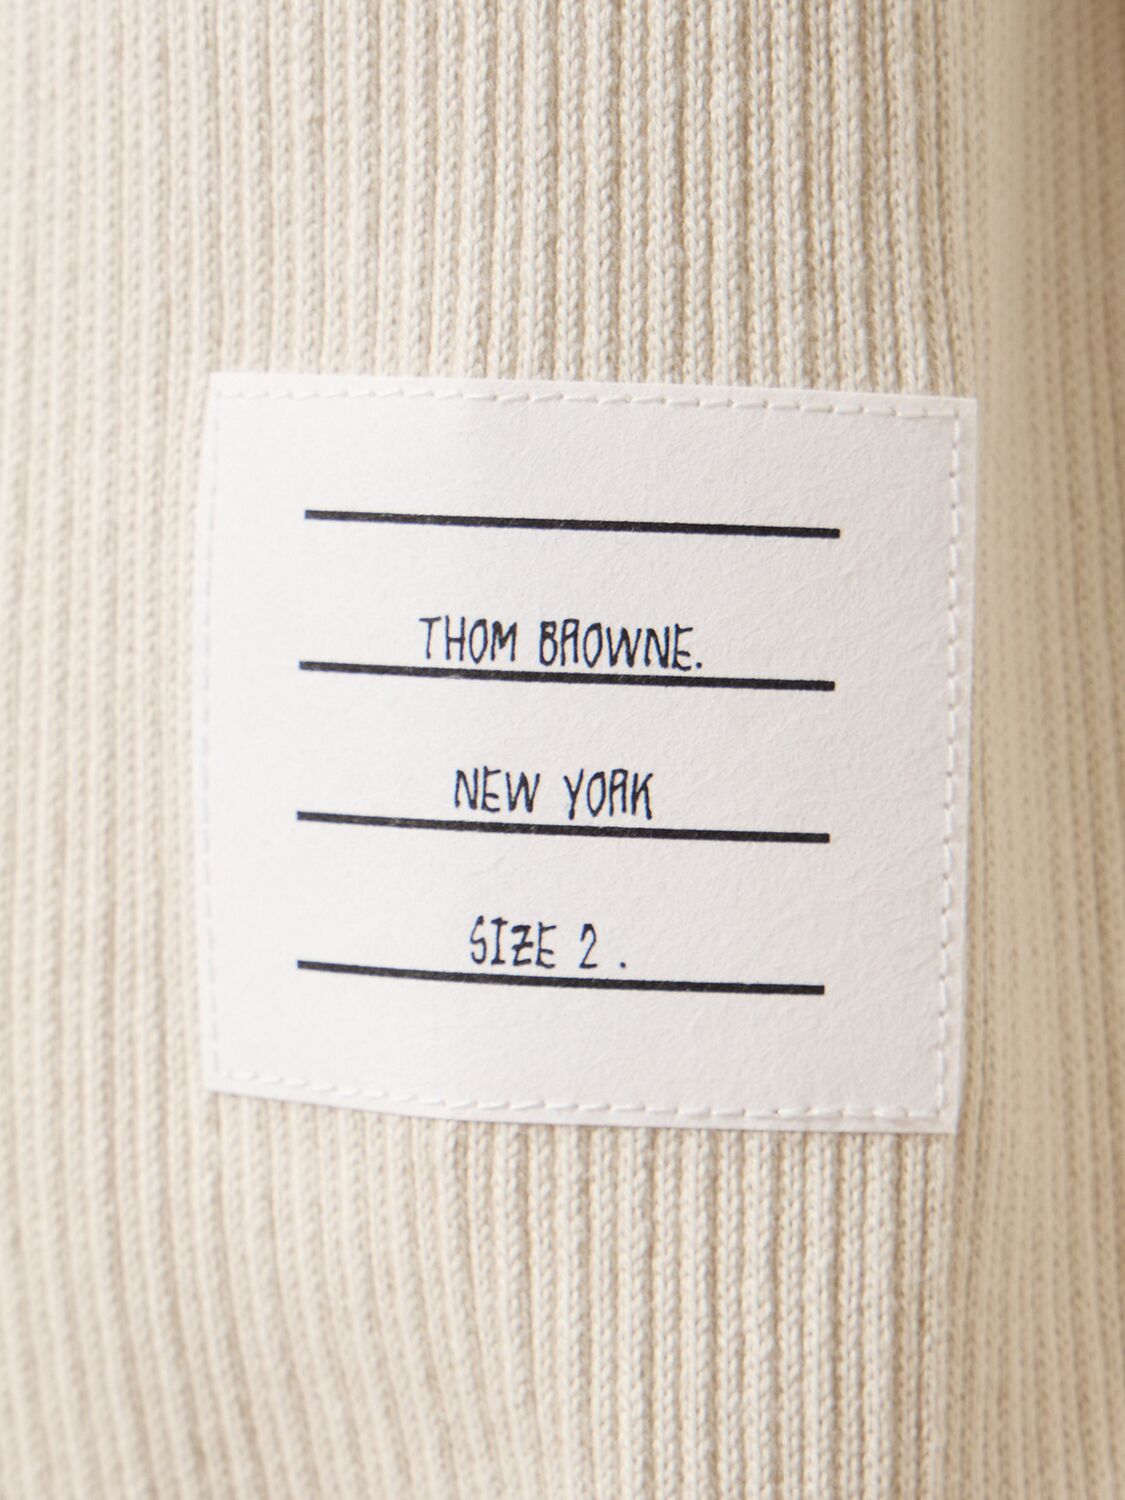 THOM BROWNE.
NEW YORK
SIZE 2 .